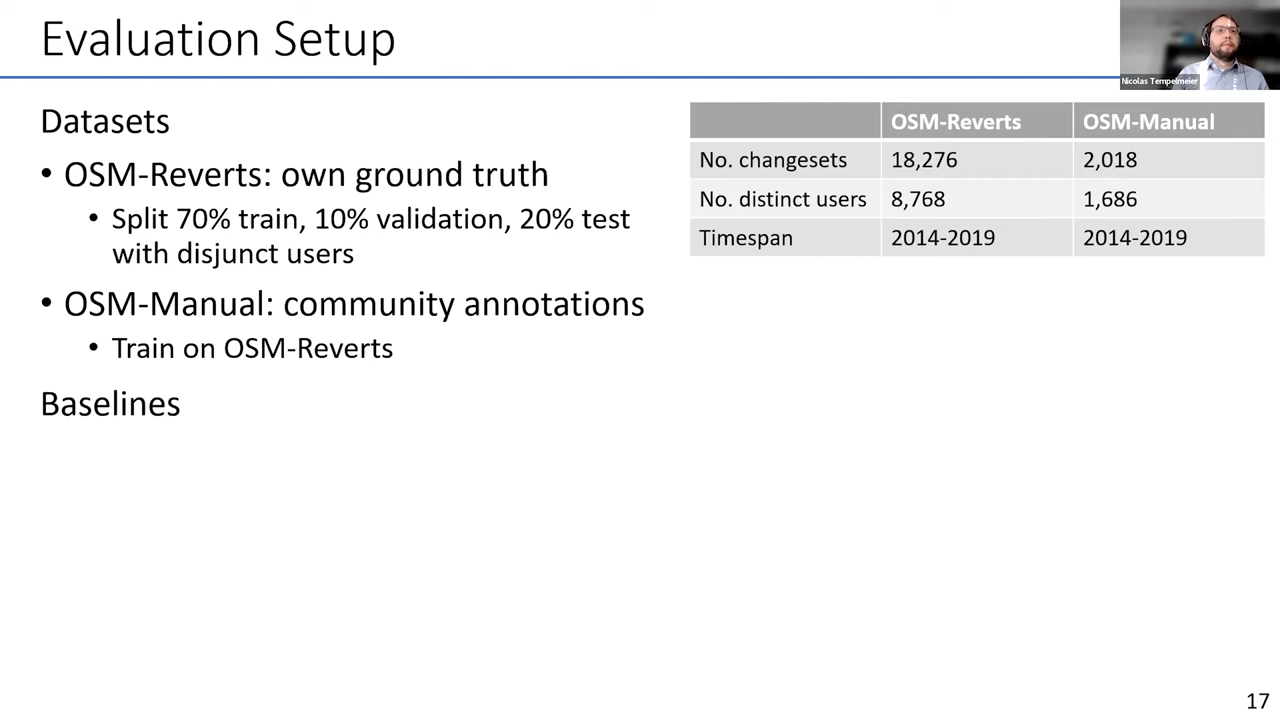 Evaluation Setup
Nicolas Tempelmeier
Datasets
• OSM-Reverts: own ground truth
• Split 70% train, 10% validation, 20% test
with disjunct users
• OSM-Manual: community annotations
• Train on OSM-Reverts
Baselines
OSM-Reverts OSM-Manual
No. changesets 18,276 2,018
No. distinct users 8,768 1,686
Timespan 2014-2019 2014-2019
17